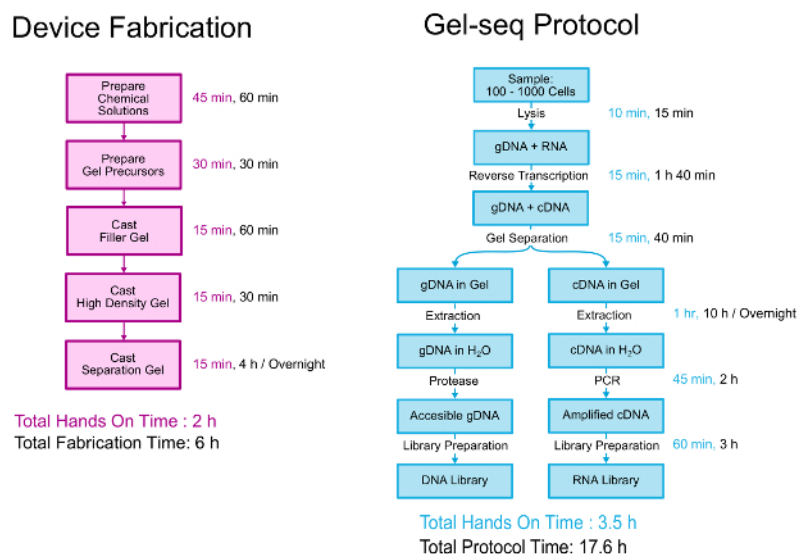 Device Fabrication
Prepare
Chemical
Solutions
45 min, 60 min
Prepare
Gel Precursors
30 min, 30 min
Cast
Filler Gel
15 min, 60 min
Cast
High Density Gel
15 min, 30 min
Cast
Separation Gel
15 min, 4 h / Overnight
Total Hands On Time : 2 h
Total Fabrication Time: 6 h
Gel-seq Protocol
Sample:
100 - 1000 Cells
Lysis
10 min, 15 min
gDNA + RNA
Reverse Transcription
15 min, 1 h 40 min
gDNA + cDNA
Gel Separation
15 min, 40 min
gDNA in Gel
cDNA in Gel
Extraction
Extraction
1 hr, 10 h / Overnight
gDNA in H₂O
cDNA in H₂O
Protease
PCR
45 min, 2 h
Accesible gDNA
Amplified cDNA
Library Preparation
Library Preparation
60 min, 3 h
DNA Library
RNA Library
Total Hands On Time : 3.5 h
Total Protocol Time: 17.6 h